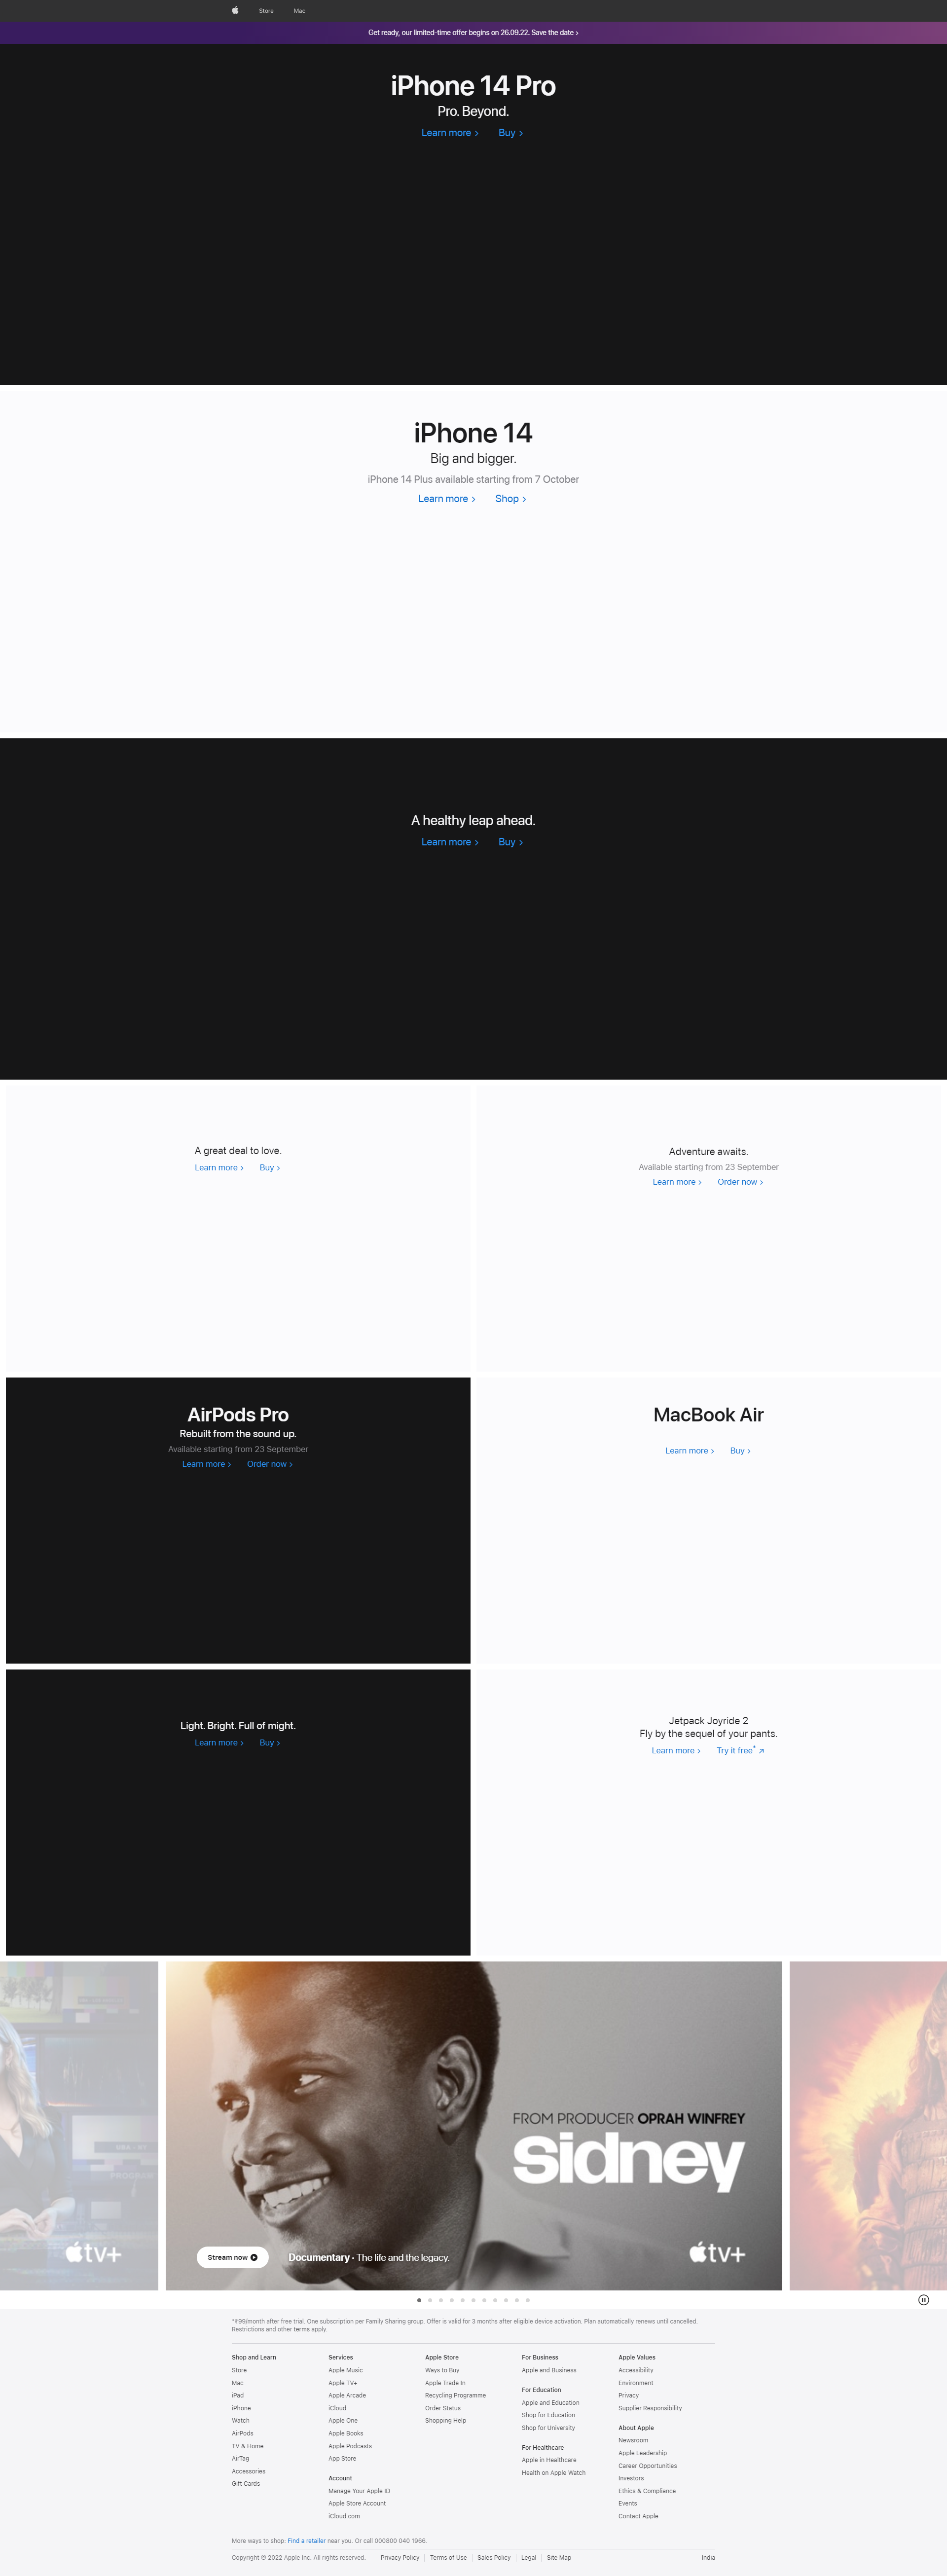 Store Mac
Get ready, our limited-time offer begins on 26.09.22. Save the date >
iPhone 14 Pro
Pro. Beyond.
Learn more > Buy >
iPhone 14
Big and bigger.
iPhone 14 Plus available starting from 7 October
Learn more > Shop >
A healthy leap ahead.
Learn more > Buy >
A great deal to love.
Learn more > Buy >
Adventure awaits.
Available starting from 23 September
Learn more > Order now >
AirPods Pro
Rebuilt from the sound up.
Available starting from 23 September
Learn more > Order now >
MacBook Air
Learn more > Buy >
Light. Bright. Full of might.
Learn more > Buy >
Jetpack Joyride 2
Fly by the sequel of your pants.
Learn more > Try it free* ↗
tv+
FROM PRODUCER OPRAH WINFREY
Sidney
Stream now
Documentary · The life and the legacy.
tv+
*₹99/month after free trial. One subscription per Family Sharing group. Offer is valid for 3 months after eligible device activation. Plan automatically renews until cancelled.
Restrictions and other terms apply.
Shop and Learn
Store
Mac
iPad
iPhone
Watch
AirPods
TV & Home
AirTag
Accessories
Gift Cards
Services
Apple Music
Apple TV+
Apple Arcade
iCloud
Apple One
Apple Books
Apple Podcasts
App Store
Account
Manage Your Apple ID
Apple Store Account
iCloud.com
Apple Store
Ways to Buy
Apple Trade In
Recycling Programme
Order Status
Shopping Help
For Business
Apple and Business
For Education
Apple and Education
Shop for Education
Shop for University
For Healthcare
Apple in Healthcare
Health on Apple Watch
Apple Values
Accessibility
Environment
Privacy
Supplier Responsibility
About Apple
Newsroom
Apple Leadership
Career Opportunities
Investors
Ethics & Compliance
Events
Contact Apple
More ways to shop: Find a retailer near you. Or call 000800 040 1966.
Copyright © 2022 Apple Inc. All rights reserved. Privacy Policy | Terms of Use | Sales Policy | Legal | Site Map India